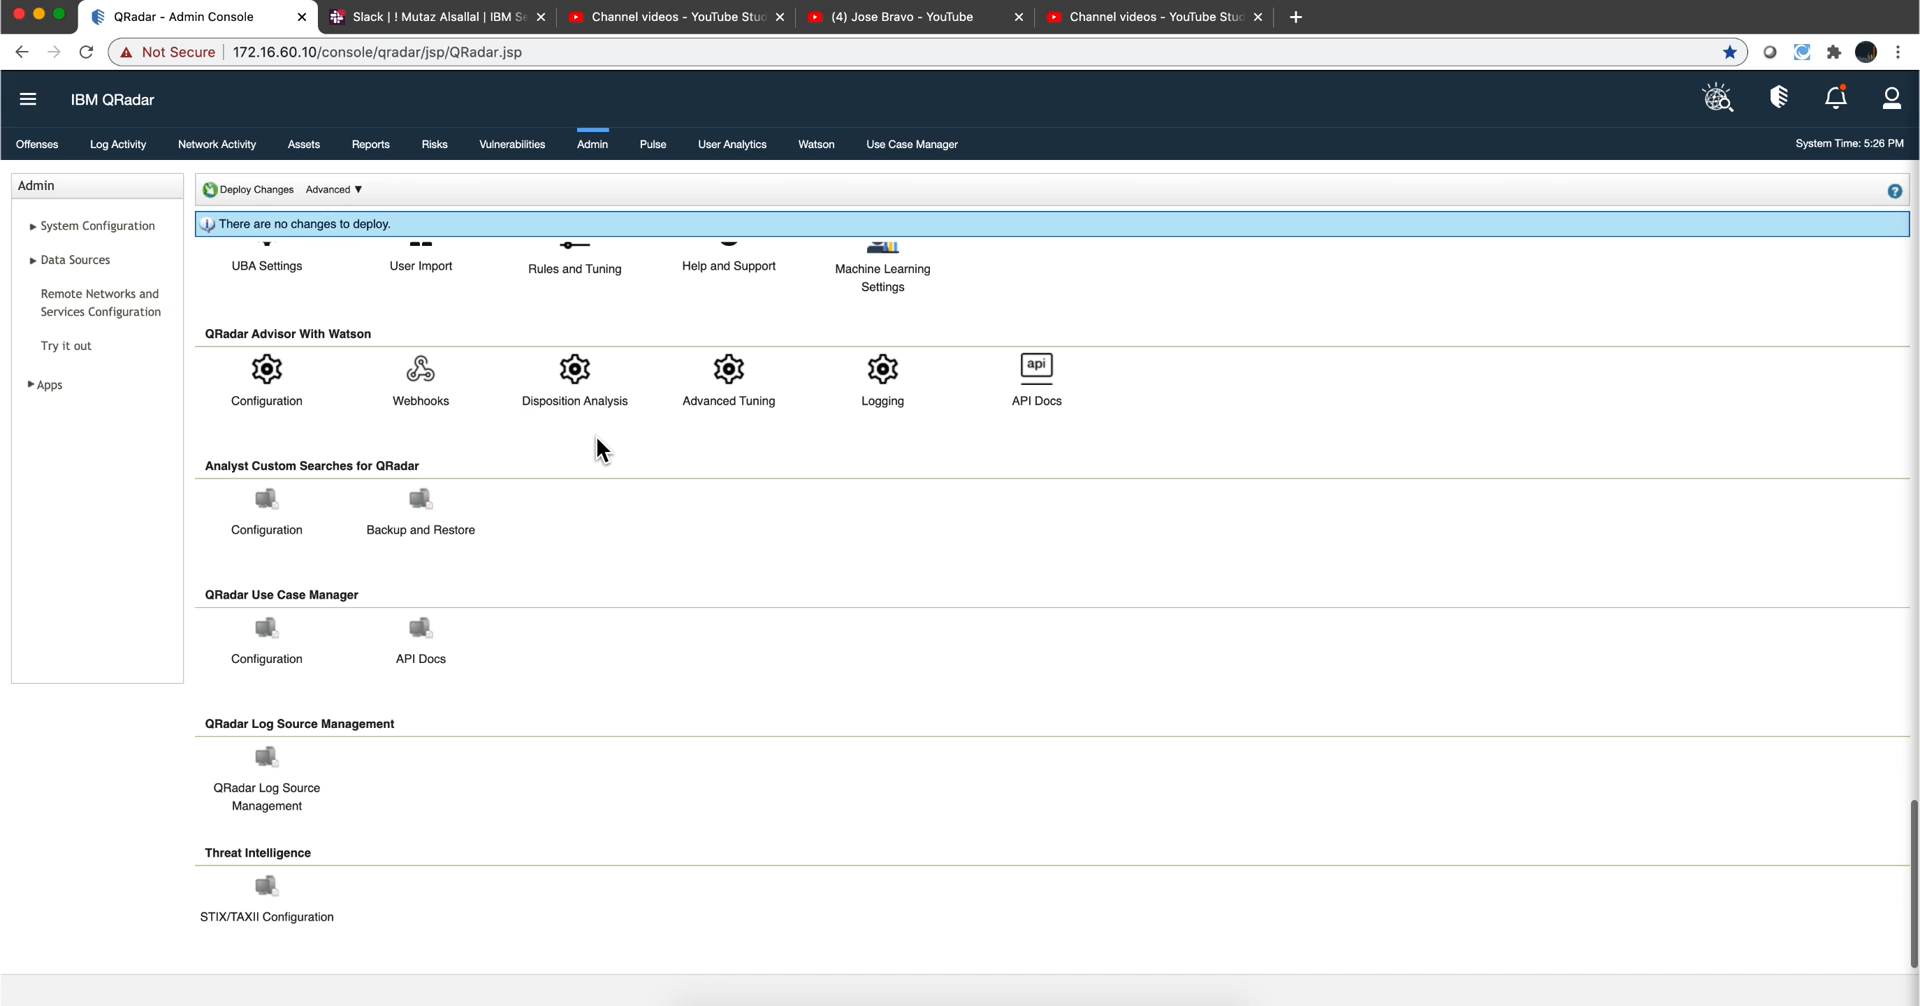 QRadar - Admin Console
Slack | ! Mutaz Alsallal | IBM Se
Channel videos - YouTube Stud
(4) Jose Bravo - YouTube
Channel videos - YouTube Stud
Not Secure
172.16.60.10/console/qradar/jsp/QRadar.jsp
IBM QRadar
Offenses
Log Activity
Network Activity
Assets
Reports
Risks
Vulnerabilities
Admin
Pulse
User Analytics
Watson
Use Case Manager
System Time: 5:26 PM
Admin
System Configuration
Data Sources
Remote Networks and
Services Configuration
Try it out
Apps
Deploy Changes
Advanced ▼
There are no changes to deploy.
UBA Settings
User Import
Rules and Tuning
Help and Support
Machine Learning
Settings
QRadar Advisor With Watson
api
Configuration
Webhooks
Disposition Analysis
Advanced Tuning
Logging
API Docs
Analyst Custom Searches for QRadar
Configuration
Backup and Restore
QRadar Use Case Manager
Configuration
API Docs
QRadar Log Source Management
QRadar Log Source
Management
Threat Intelligence
STIX/TAXII Configuration